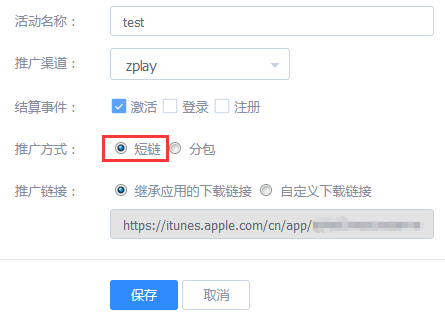 活动名称： test
推广渠道： zplay
结算事件： 激活 登录 注册
推广方式： 短链 分包
推广链接： 继承应用的下载链接 自定义下载链接
https://itunes.apple.com/cn/app/
保存 取消